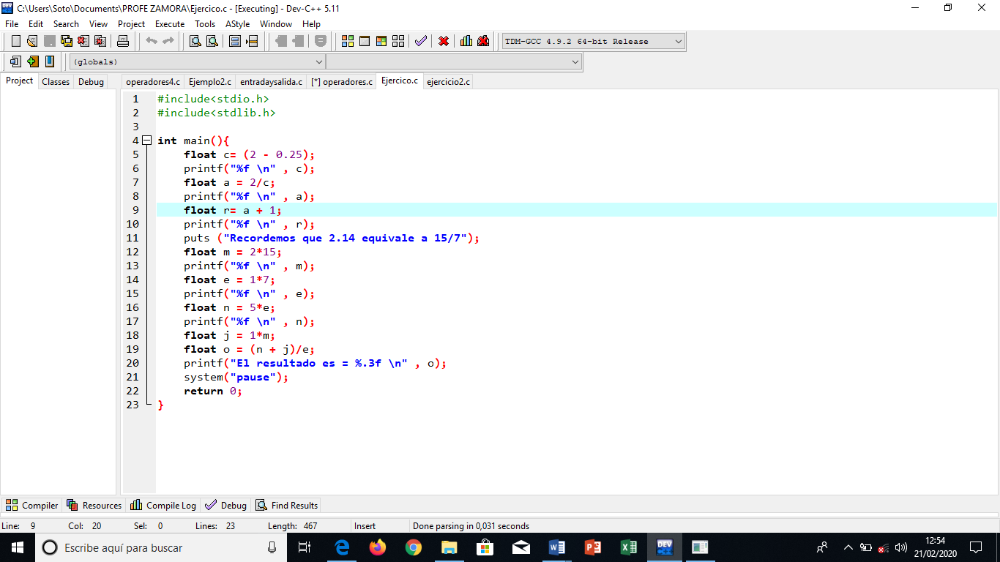 C:\Users\Soto\Documents\PROFE ZAMORA\Ejercico.c - [Executing] - Dev-C++ 5.11
File Edit Search View Project Execute Tools AStyle Window Help
TDM-GCC 4.9.2 64-bit Release
(globals)
Project Classes Debug
operadores4.c Ejemplo2.c entradaysalida.c [*] operadores.c Ejercico.c ejercicio2.c
1 #include<stdio.h>
2 #include<stdlib.h>
3
4 int main(){
5 float c= (2 - 0.25);
6 printf("%f \n" , c);
7 float a = 2/c;
8 printf("%f \n" , a);
9 float r= a + 1;
10 printf("%f \n" , r);
11 puts ("Recordemos que 2.14 equivale a 15/7");
12 float m = 2*15;
13 printf("%f \n" , m);
14 float e = 1*7;
15 printf("%f \n" , e);
16 float n = 5*e;
17 printf("%f \n" , n);
18 float j = 1*m;
19 float o = (n + j)/e;
20 printf("El resultado es = %.3f \n" , o);
21 system("pause");
22 return 0;
23 }
Compiler Resources Compile Log Debug Find Results
Line: 9 Col: 20 Sel: 0 Lines: 23 Length: 467 Insert Done parsing in 0,031 seconds
Escribe aquí para buscar
DEV
12:54
21/02/2020